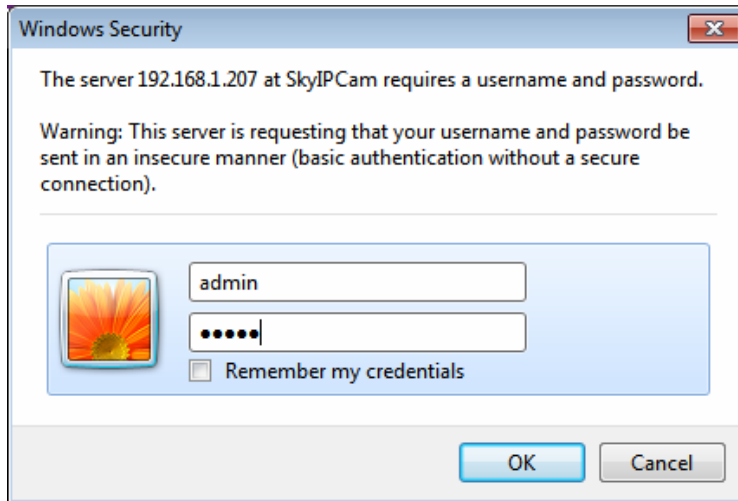 Windows Security
The server 192.168.1.207 at SkyIPCam requires a username and password.
Warning: This server is requesting that your username and password be
sent in an insecure manner (basic authentication without a secure
connection).
admin
●●●●●
Remember my credentials
OK
Cancel